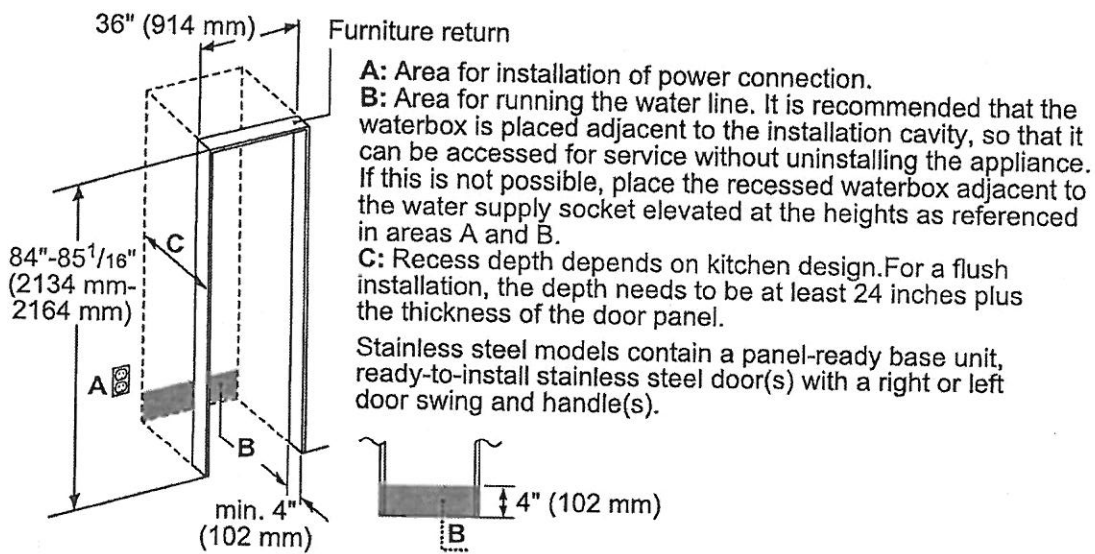 36" (914 mm)
Furniture return
A: Area for installation of power connection.
B: Area for running the water line. It is recommended that the
waterbox is placed adjacent to the installation cavity, so that it
can be accessed for service without uninstalling the appliance.
If this is not possible, place the recessed waterbox adjacent to
the water supply socket elevated at the heights as referenced
in areas A and B.
C: Recess depth depends on kitchen design.For a flush
installation, the depth needs to be at least 24 inches plus
the thickness of the door panel.
Stainless steel models contain a panel-ready base unit,
ready-to-install stainless steel door(s) with a right or left
door swing and handle(s).
C
84"-85 1/16"
(2134 mm-
2164 mm)
A
B
min. 4"
(102 mm)
4" (102 mm)
B